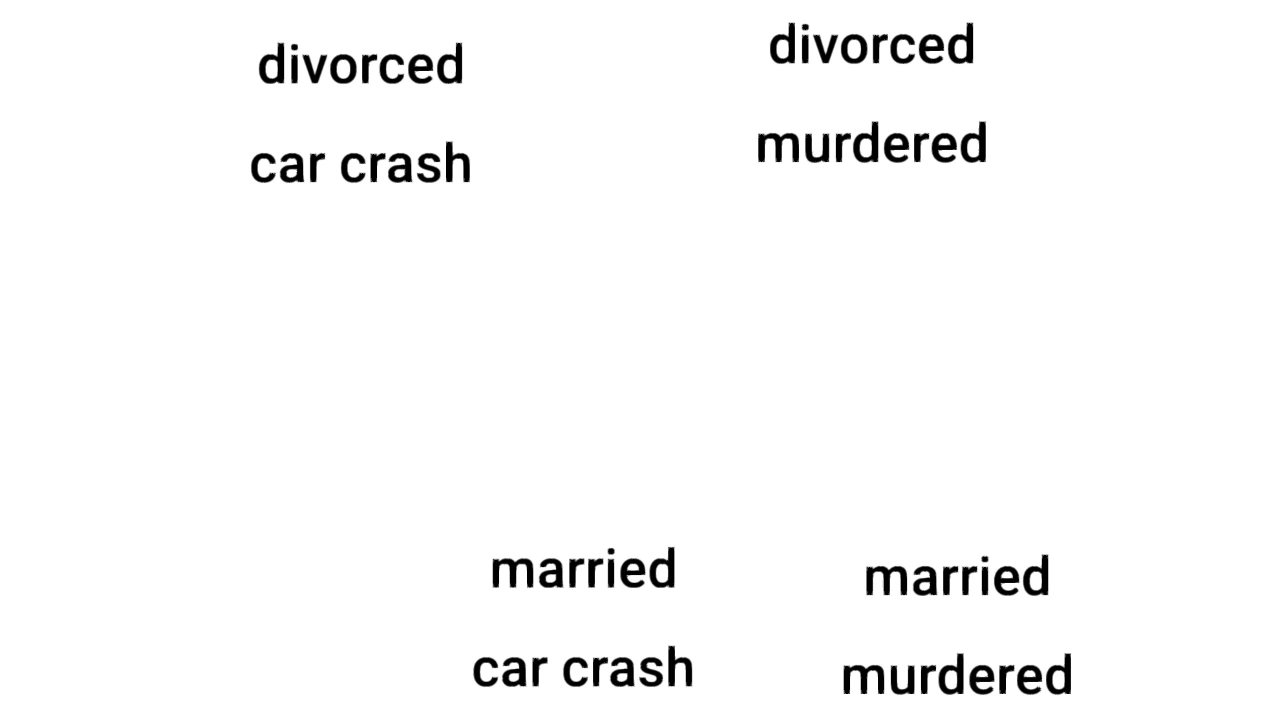 divorced
car crash
divorced
murdered
married
car crash
married
murdered